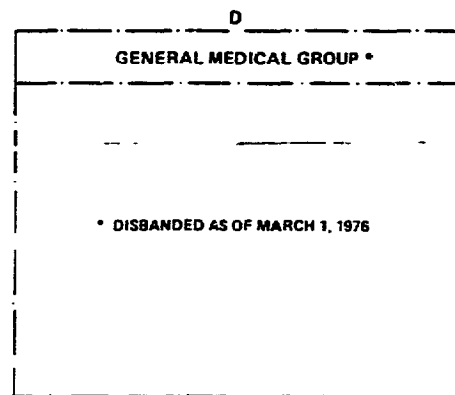 D
GENERAL MEDICAL GROUP *
* DISBANDED AS OF MARCH 1, 1976